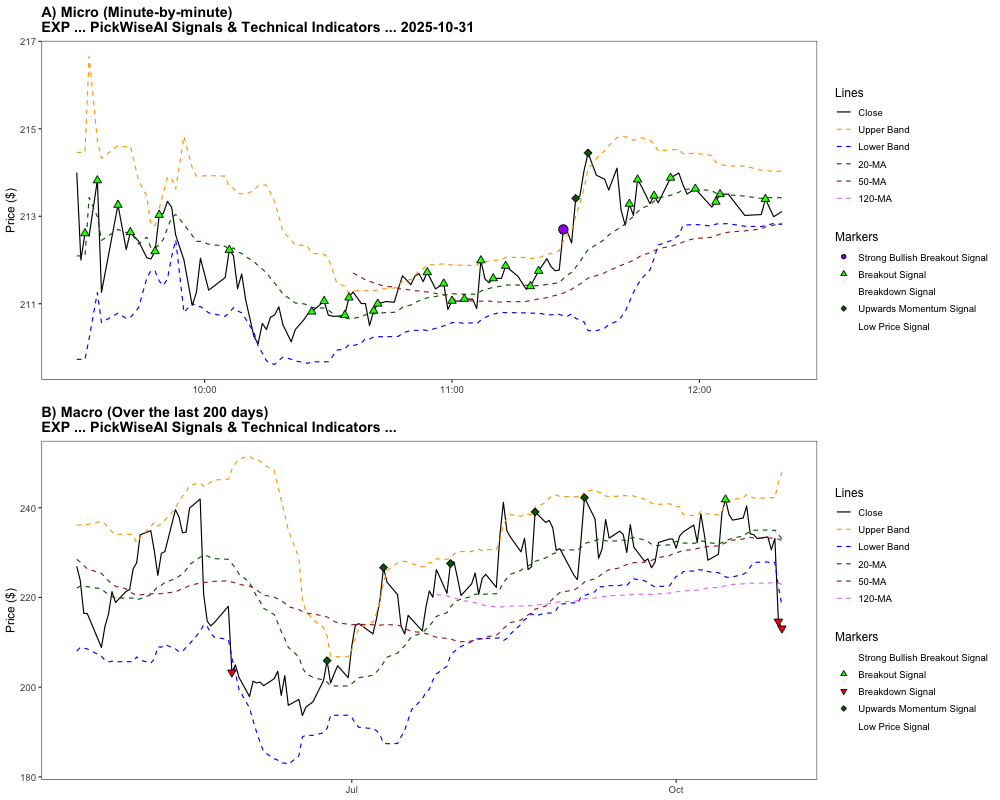 A) Micro (Minute-by-minute)
EXP ... PickWiseAI Signals & Technical Indicators ... 2025-10-31
217
215
213
211
Price ($)
10:00
11:00
12:00
Lines
Close
Upper Band
Lower Band
20-MA
50-MA
120-MA
Markers
Strong Bullish Breakout Signal
Breakout Signal
Breakdown Signal
Upwards Momentum Signal
Low Price Signal
B) Macro (Over the last 200 days)
EXP ... PickWiseAI Signals & Technical Indicators ...
240
220
200
180
Price ($)
Jul
Oct
Lines
Close
Upper Band
Lower Band
20-MA
50-MA
120-MA
Markers
Strong Bullish Breakout Signal
Breakout Signal
Breakdown Signal
Upwards Momentum Signal
Low Price Signal